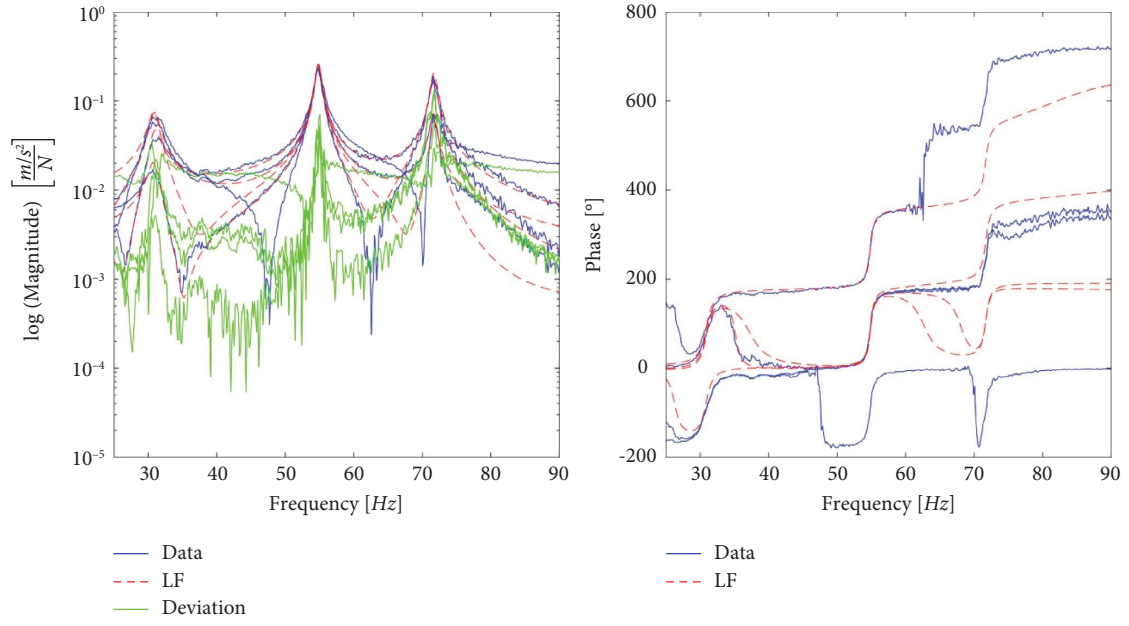 10⁰
10⁻¹
10⁻²
10⁻³
10⁻⁴
10⁻⁵
log (Magnitude) [m/s² / N]
30 40 50 60 70 80 90
Frequency [Hz]
Data
LF
Deviation
800
600
400
200
0
-200
Phase [°]
30 40 50 60 70 80 90
Frequency [Hz]
Data
LF